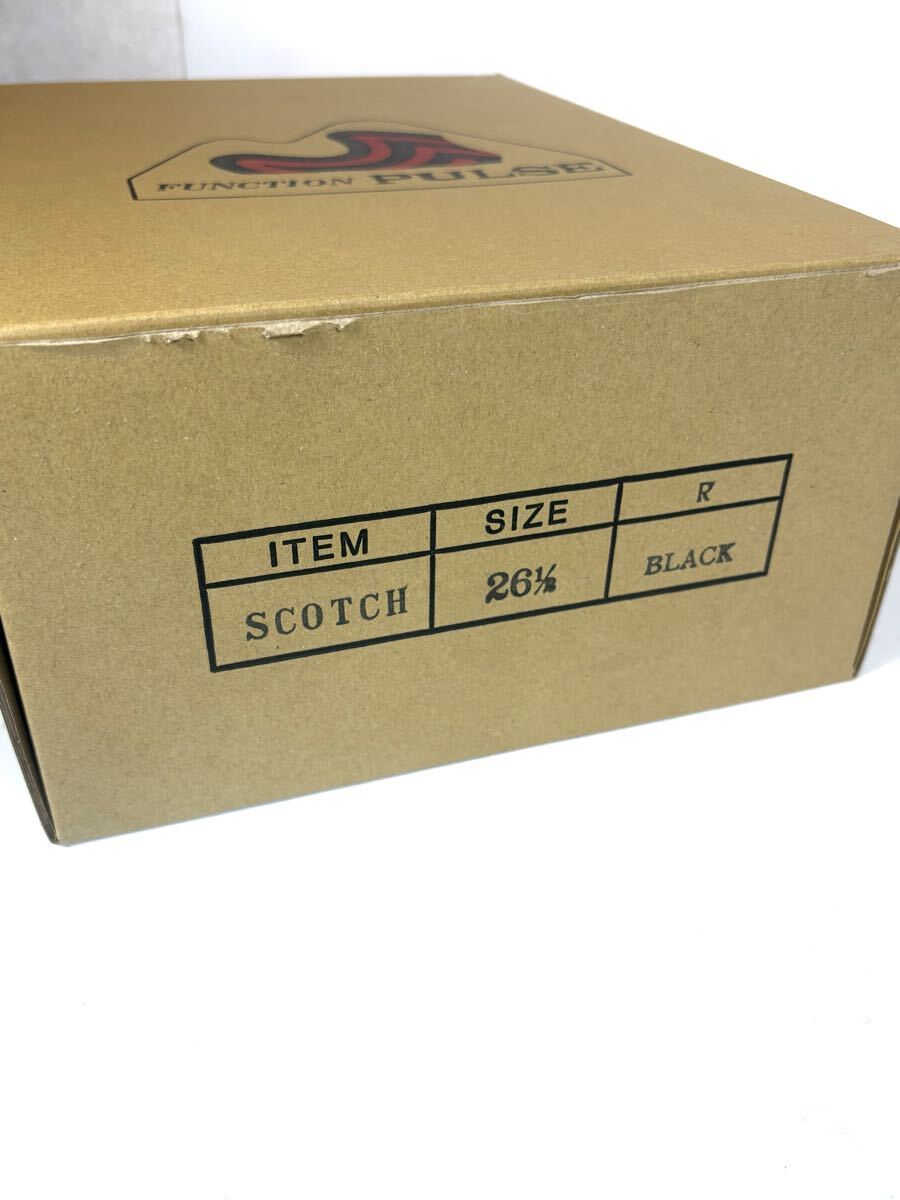 FUNCTION PULSE
ITEM SIZE R
SCOTCH 26½ BLACK